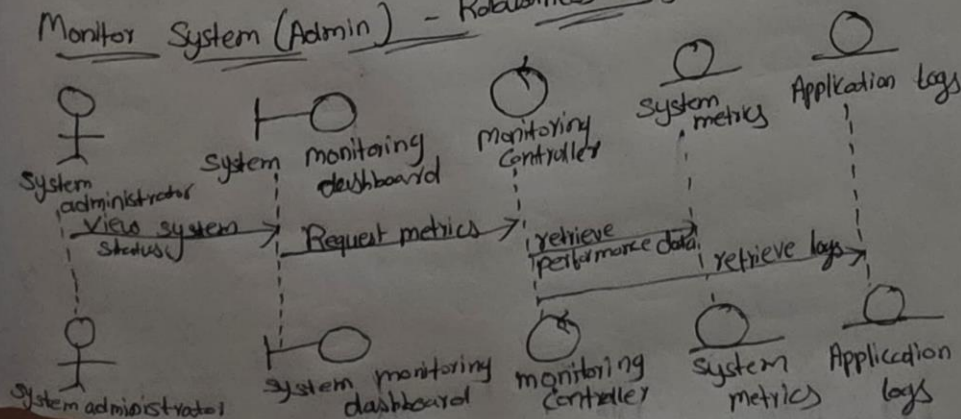 Monitor System (Admin) -
System
administrator
System monitoring
dashboard
monitoring
Controller
System
metrics
Application Logs
View system
status
Request metrics
retrieve
performance data
retrieve logs
System administrator
System monitoring
dashboard
monitoring
Controller
System
metrics
Application
logs